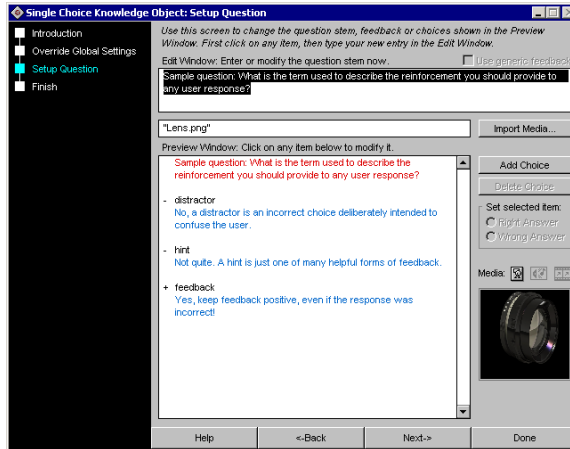 Single Choice Knowledge Object: Setup Question
Introduction
Override Global Settings
Setup Question
Finish
Use this screen to change the question stem, feedback or choices shown in the Preview
Window. First click on any item, then type your new entry in the Edit Window.
Edit Window: Enter or modify the question stem now.
Use generic feedback
Sample question: What is the term used to describe the reinforcement you should provide to
any user response?
"Lens.png"
Import Media...
Preview Window: Click on any item below to modify it.
Sample question: What is the term used to describe the
reinforcement you should provide to any user response?
Add Choice
Delete Choice
- distractor
No, a distractor is an incorrect choice deliberately intended to
confuse the user.
Set selected item:
Right Answer
Wrong Answer
- hint
Not quite. A hint is just one of many helpful forms of feedback.
Media:
+ feedback
Yes, keep feedback positive, even if the response was
incorrect!
Help
<-Back
Next->
Done